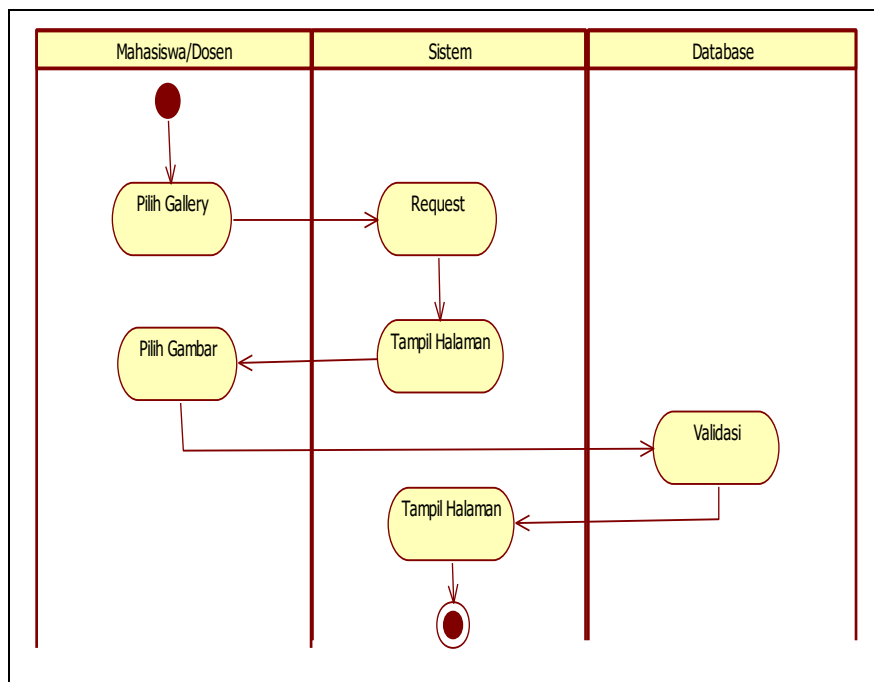 Mahasiswa/Dosen
Sistem
Database
Pilih Gallery
Request
Pilih Gambar
Tampil Halaman
Validasi
Tampil Halaman